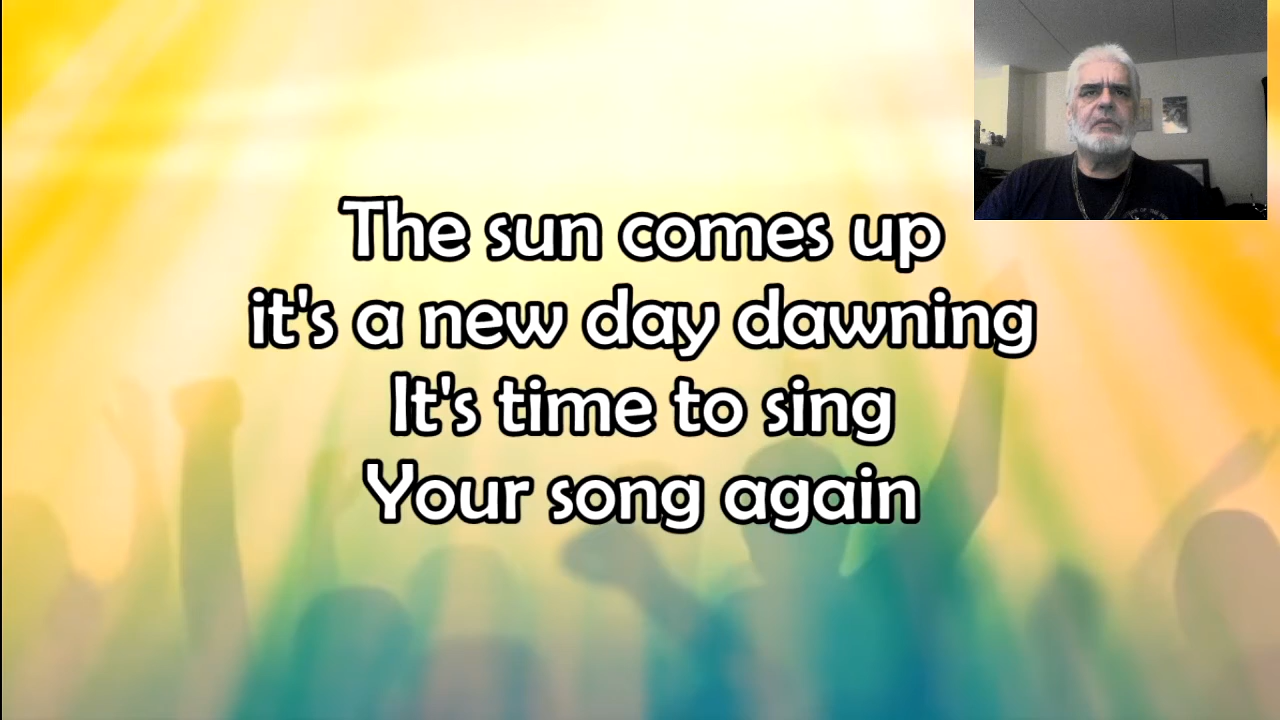 The sun comes up
it's a new day dawning
It's time to sing
Your song again